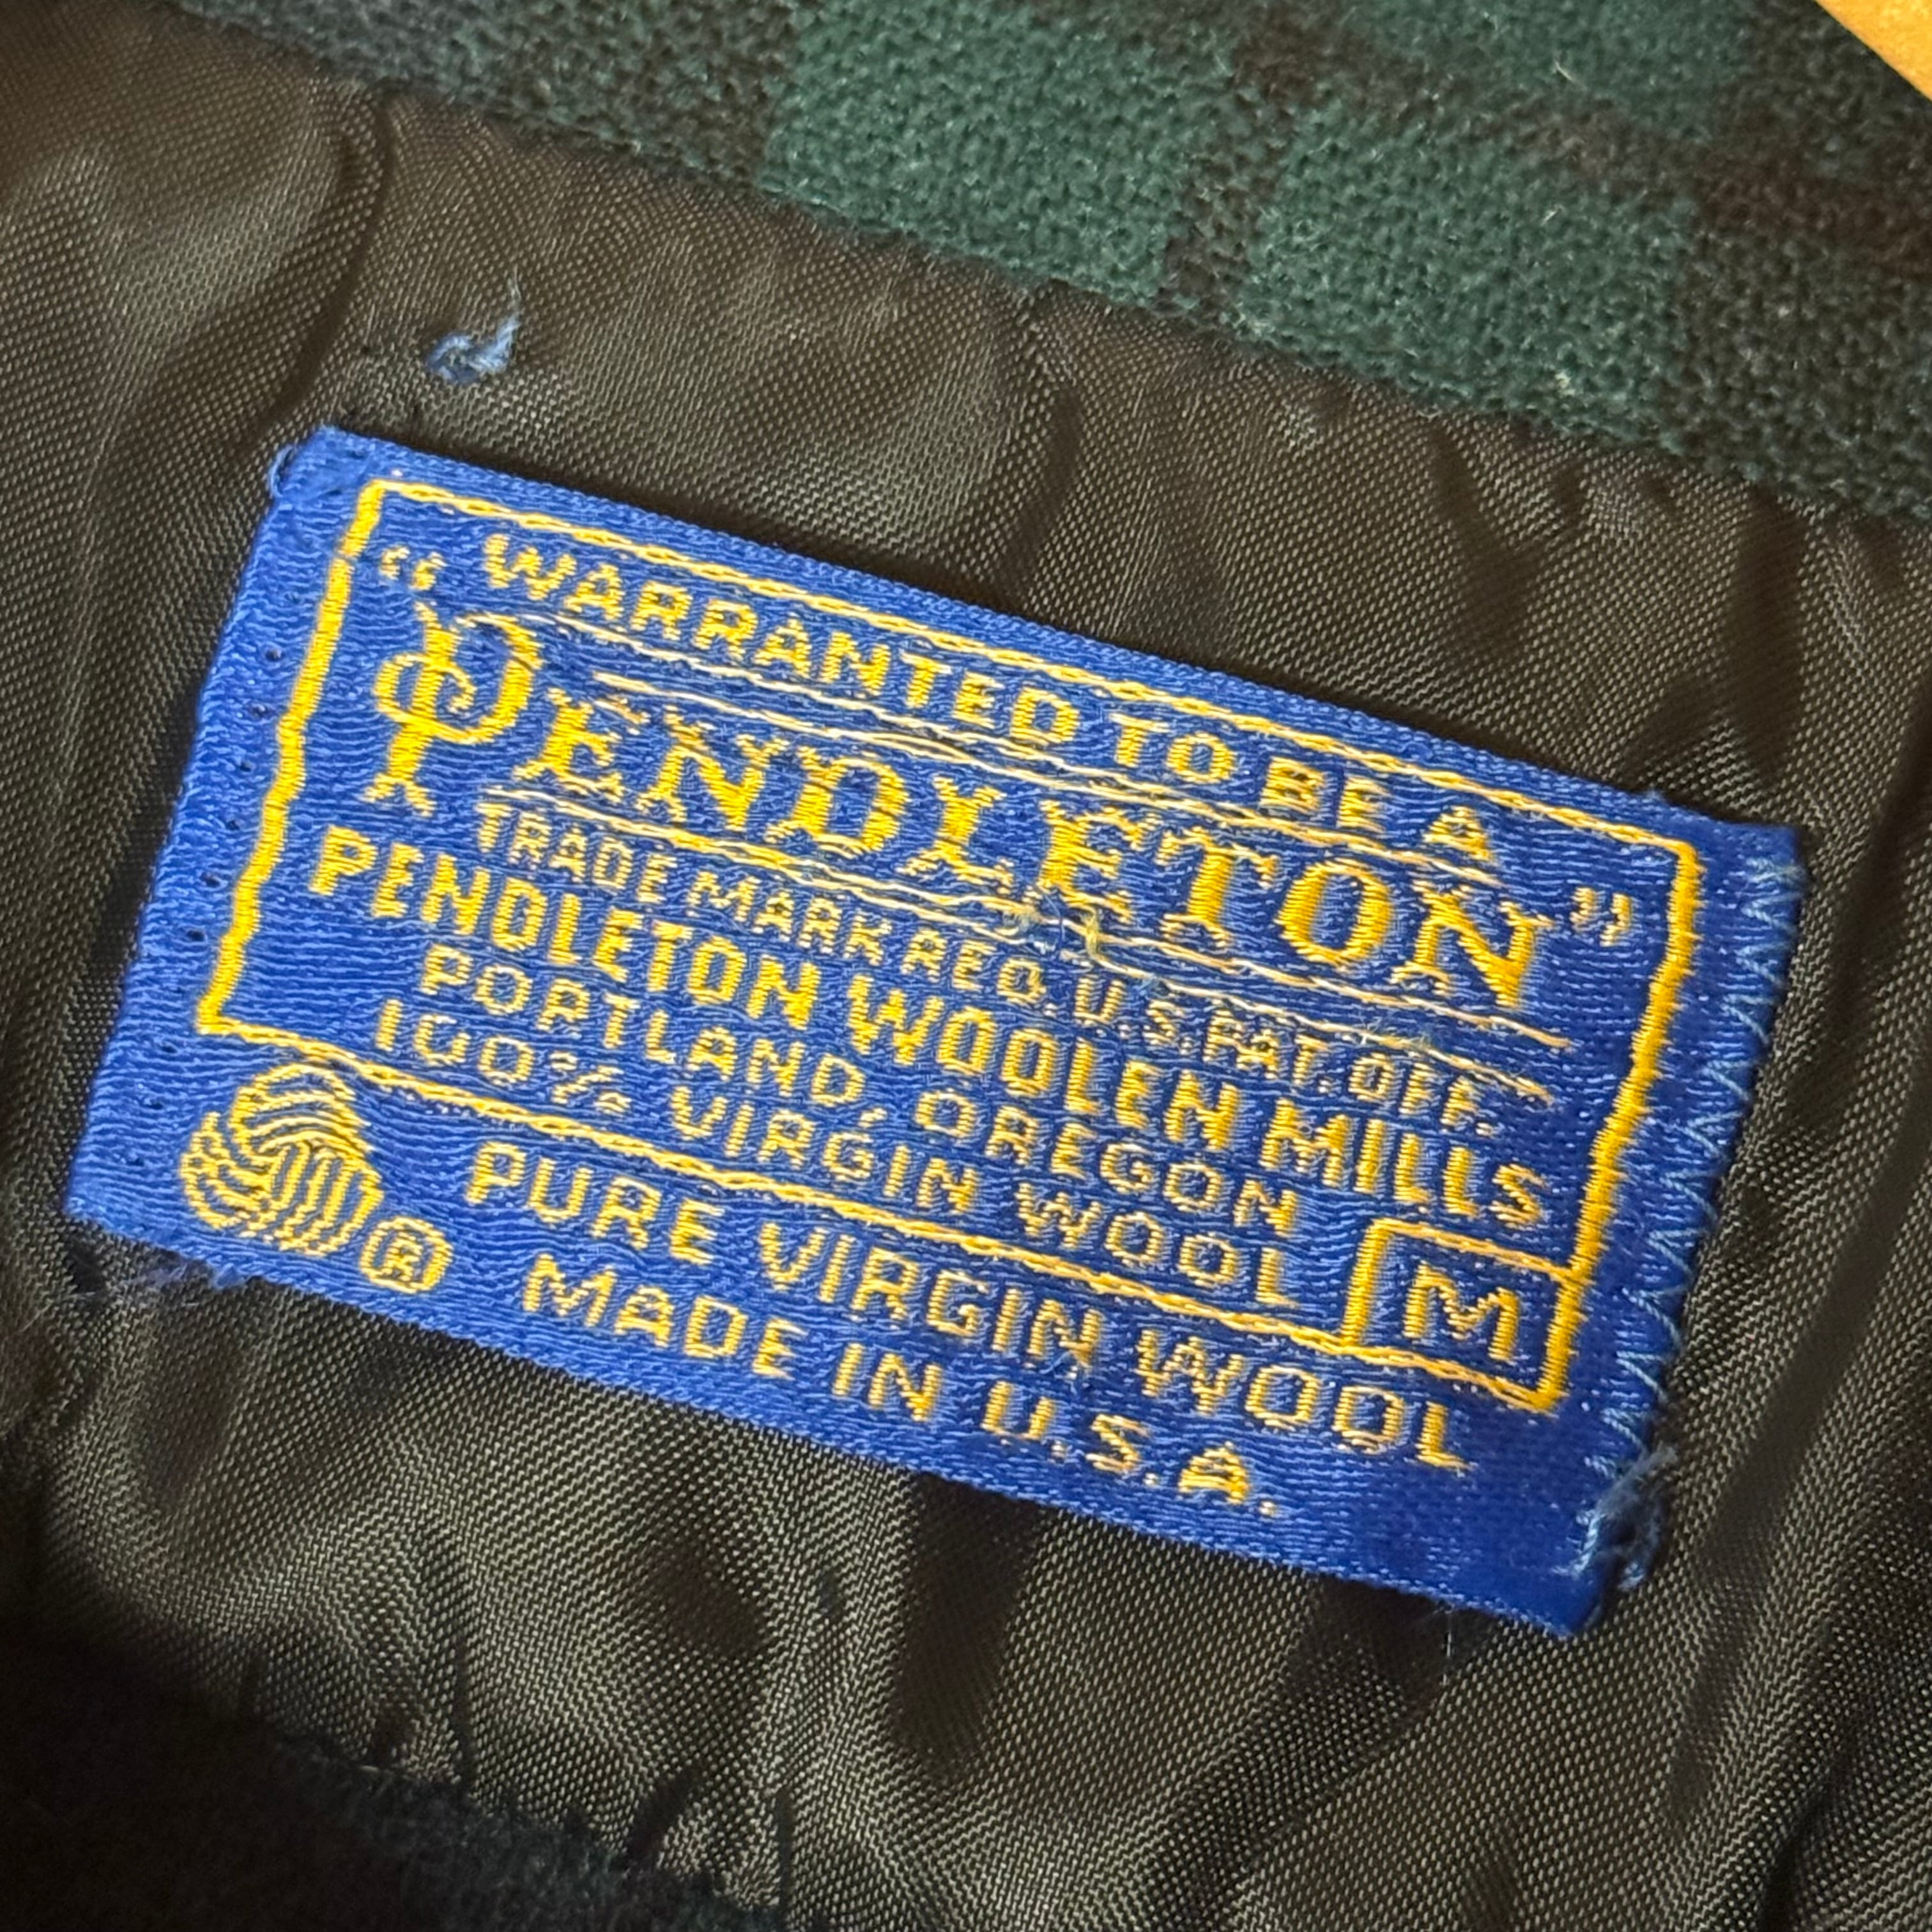 "WARRANTED TO BE A
PENDLETON"
TRADE MARK REG. U.S. PAT. OFF.
PENDLETON WOOLEN MILLS
PORTLAND, OREGON
100% VIRGIN WOOL
M
PURE VIRGIN WOOL
® MADE IN U.S.A.